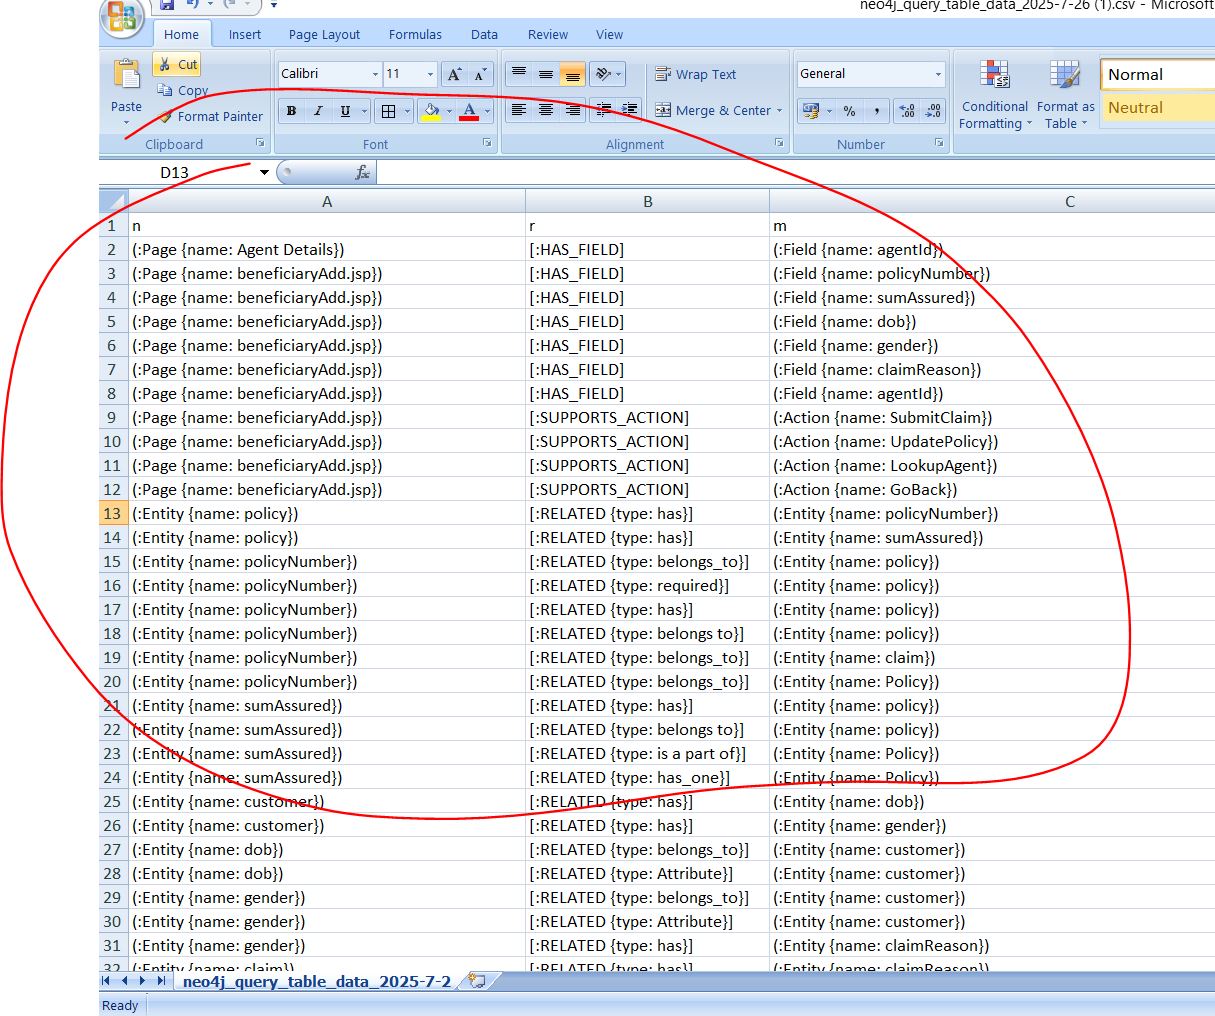 neo4j_query_table_data_2025-7-26 (1).csv - Microsoft
Home Insert Page Layout Formulas Data Review View
Paste Cut Copy Format Painter
Calibri 11
Wrap Text
General
Normal
B I U
Merge & Center
% ,
Conditional Formatting
Format as Table
Neutral
Clipboard Font Alignment Number
D13 fx
A B C
1 n r m
2 (:Page {name: Agent Details}) [:HAS_FIELD] (:Field {name: agentId})
3 (:Page {name: beneficiaryAdd.jsp}) [:HAS_FIELD] (:Field {name: policyNumber})
4 (:Page {name: beneficiaryAdd.jsp}) [:HAS_FIELD] (:Field {name: sumAssured})
5 (:Page {name: beneficiaryAdd.jsp}) [:HAS_FIELD] (:Field {name: dob})
6 (:Page {name: beneficiaryAdd.jsp}) [:HAS_FIELD] (:Field {name: gender})
7 (:Page {name: beneficiaryAdd.jsp}) [:HAS_FIELD] (:Field {name: claimReason})
8 (:Page {name: beneficiaryAdd.jsp}) [:HAS_FIELD] (:Field {name: agentId})
9 (:Page {name: beneficiaryAdd.jsp}) [:SUPPORTS_ACTION] (:Action {name: SubmitClaim})
10 (:Page {name: beneficiaryAdd.jsp}) [:SUPPORTS_ACTION] (:Action {name: UpdatePolicy})
11 (:Page {name: beneficiaryAdd.jsp}) [:SUPPORTS_ACTION] (:Action {name: LookupAgent})
12 (:Page {name: beneficiaryAdd.jsp}) [:SUPPORTS_ACTION] (:Action {name: GoBack})
13 (:Entity {name: policy}) [:RELATED {type: has}] (:Entity {name: policyNumber})
14 (:Entity {name: policy}) [:RELATED {type: has}] (:Entity {name: sumAssured})
15 (:Entity {name: policyNumber}) [:RELATED {type: belongs_to}] (:Entity {name: policy})
16 (:Entity {name: policyNumber}) [:RELATED {type: required}] (:Entity {name: policy})
17 (:Entity {name: policyNumber}) [:RELATED {type: has}] (:Entity {name: policy})
18 (:Entity {name: policyNumber}) [:RELATED {type: belongs to}] (:Entity {name: policy})
19 (:Entity {name: policyNumber}) [:RELATED {type: belongs_to}] (:Entity {name: claim})
20 (:Entity {name: policyNumber}) [:RELATED {type: belongs_to}] (:Entity {name: Policy})
21 (:Entity {name: sumAssured}) [:RELATED {type: has}] (:Entity {name: policy})
22 (:Entity {name: sumAssured}) [:RELATED {type: belongs to}] (:Entity {name: policy})
23 (:Entity {name: sumAssured}) [:RELATED {type: is a part of}] (:Entity {name: Policy})
24 (:Entity {name: sumAssured}) [:RELATED {type: has_one}] (:Entity {name: Policy})
25 (:Entity {name: customer}) [:RELATED {type: has}] (:Entity {name: dob})
26 (:Entity {name: customer}) [:RELATED {type: has}] (:Entity {name: gender})
27 (:Entity {name: dob}) [:RELATED {type: belongs_to}] (:Entity {name: customer})
28 (:Entity {name: dob}) [:RELATED {type: Attribute}] (:Entity {name: customer})
29 (:Entity {name: gender}) [:RELATED {type: belongs_to}] (:Entity {name: customer})
30 (:Entity {name: gender}) [:RELATED {type: Attribute}] (:Entity {name: customer})
31 (:Entity {name: gender}) [:RELATED {type: has}] (:Entity {name: claimReason})
32 (:Entity {name: claim}) [:RELATED {type: has}] (:Entity {name: claimReason})
neo4j_query_table_data_2025-7-2
Ready